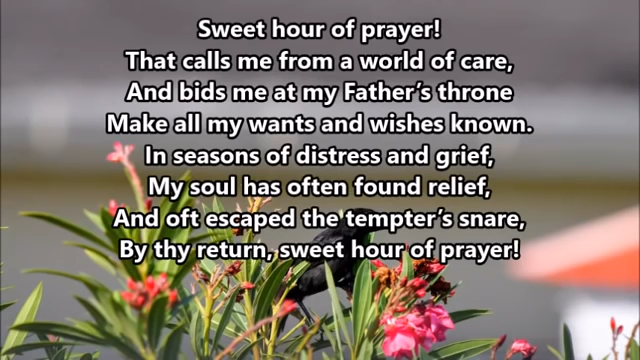 Sweet hour of prayer!
That calls me from a world of care,
And bids me at my Father’s throne
Make all my wants and wishes known.
In seasons of distress and grief,
My soul has often found relief,
And oft escaped the tempter’s snare,
By thy return, sweet hour of prayer!